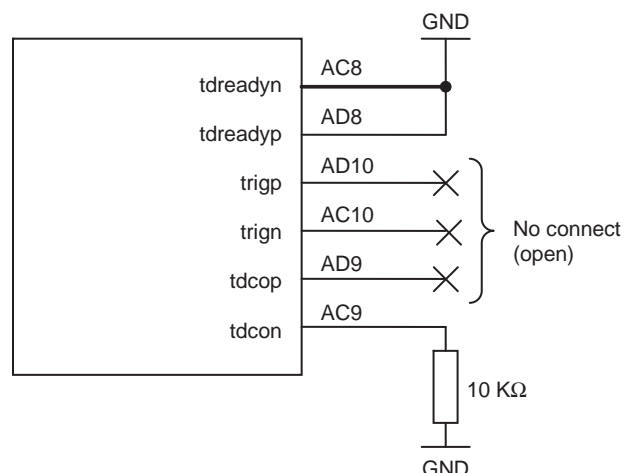 GND
AC8
tdreadyn
AD8
tdreadyp
AD10
trigp
AC10
trign
No connect
(open)
AD9
tdcop
AC9
tdcon
10 KΩ
GND